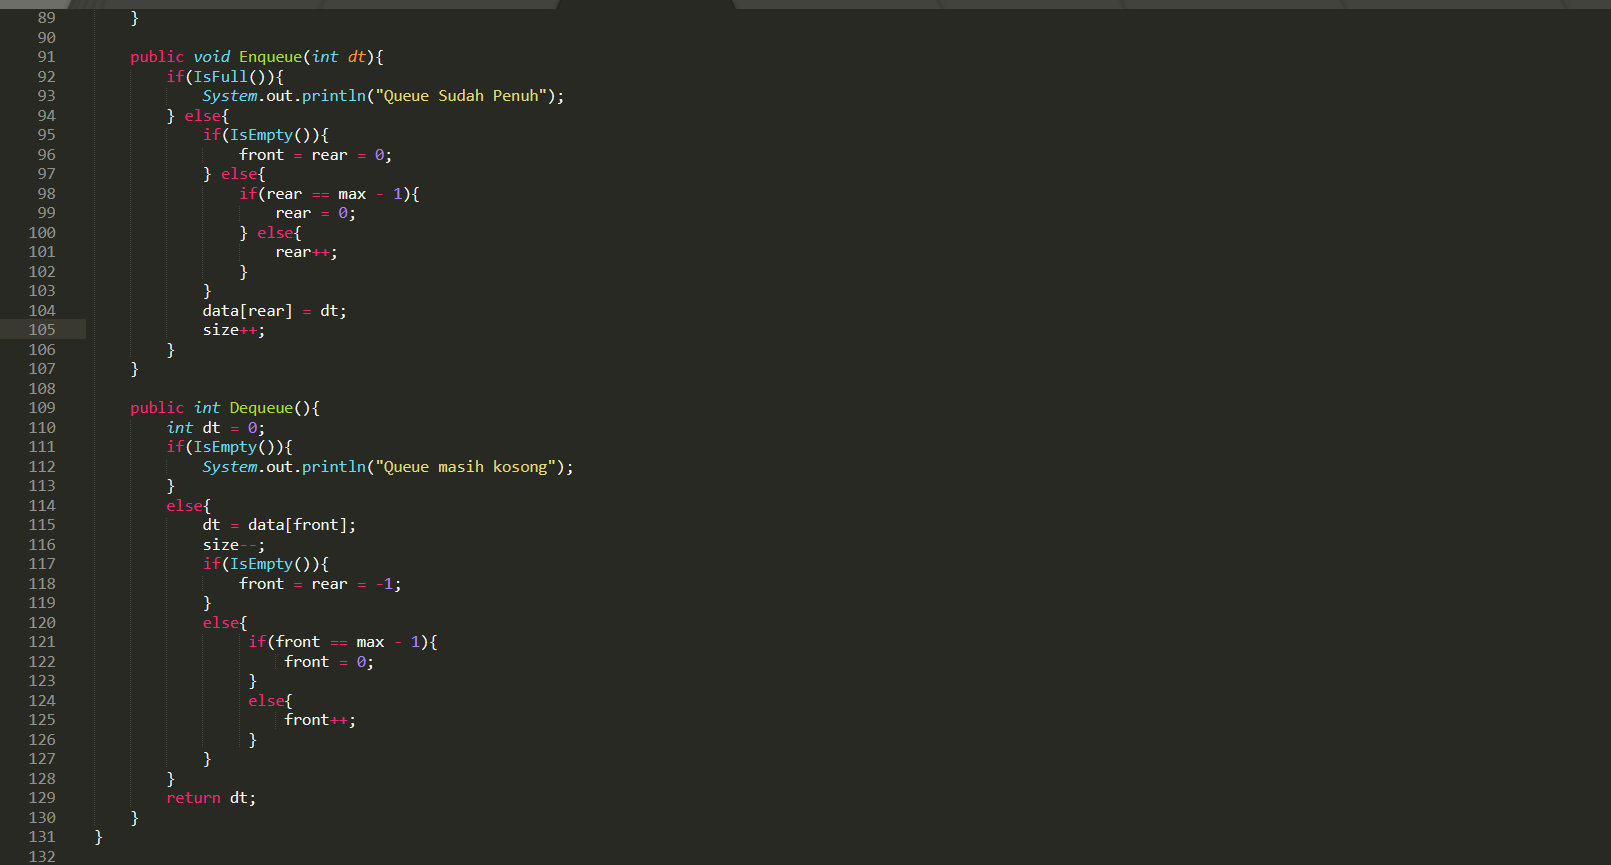 89 }
90
91 public void Enqueue(int dt){
92 if(IsFull()){
93 System.out.println("Queue Sudah Penuh");
94 } else{
95 if(IsEmpty()){
96 front = rear = 0;
97 } else{
98 if(rear == max - 1){
99 rear = 0;
100 } else{
101 rear++;
102 }
103 }
104 data[rear] = dt;
105 size++;
106 }
107 }
108
109 public int Dequeue(){
110 int dt = 0;
111 if(IsEmpty()){
112 System.out.println("Queue masih kosong");
113 }
114 else{
115 dt = data[front];
116 size--;
117 if(IsEmpty()){
118 front = rear = -1;
119 }
120 else{
121 if(front == max - 1){
122 front = 0;
123 }
124 else{
125 front++;
126 }
127 }
128 }
129 return dt;
130 }
131 }
132